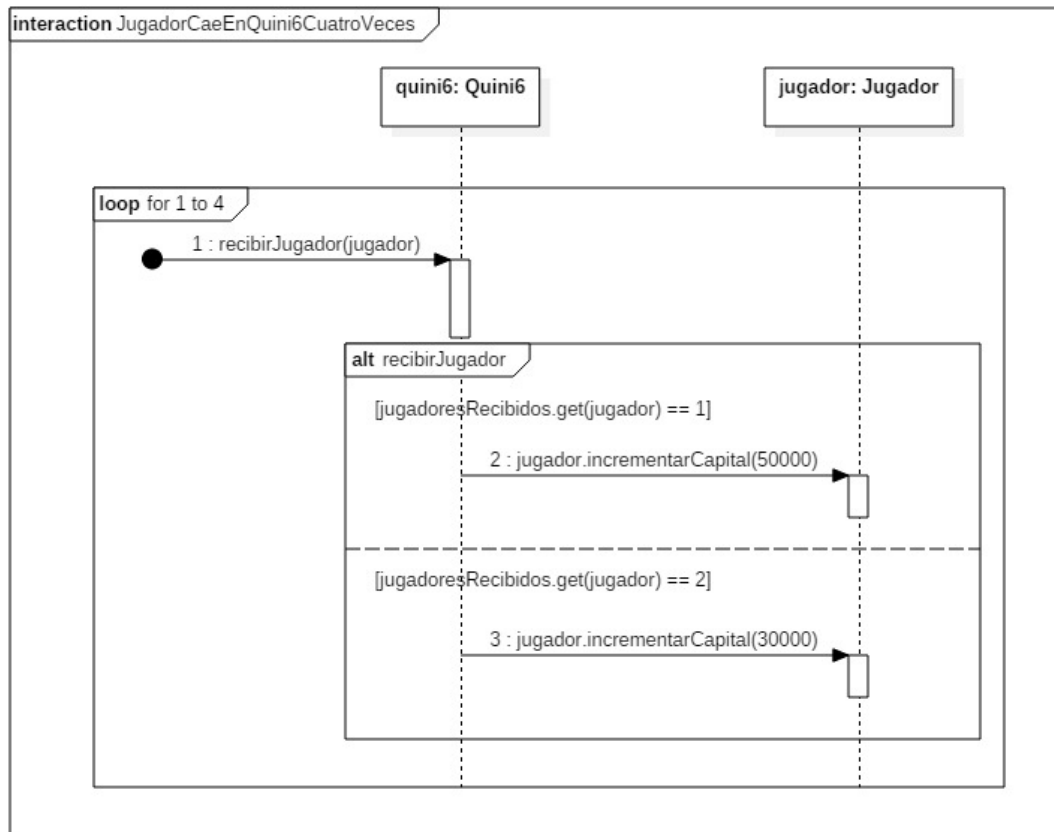 interaction JugadorCaeEnQuini6CuatroVeces
quini6: Quini6
jugador: Jugador
loop for 1 to 4
1 : recibirJugador(jugador)
alt recibirJugador
[jugadoresRecibidos.get(jugador) == 1]
2 : jugador.incrementarCapital(50000)
[jugadoresRecibidos.get(jugador) == 2]
3 : jugador.incrementarCapital(30000)